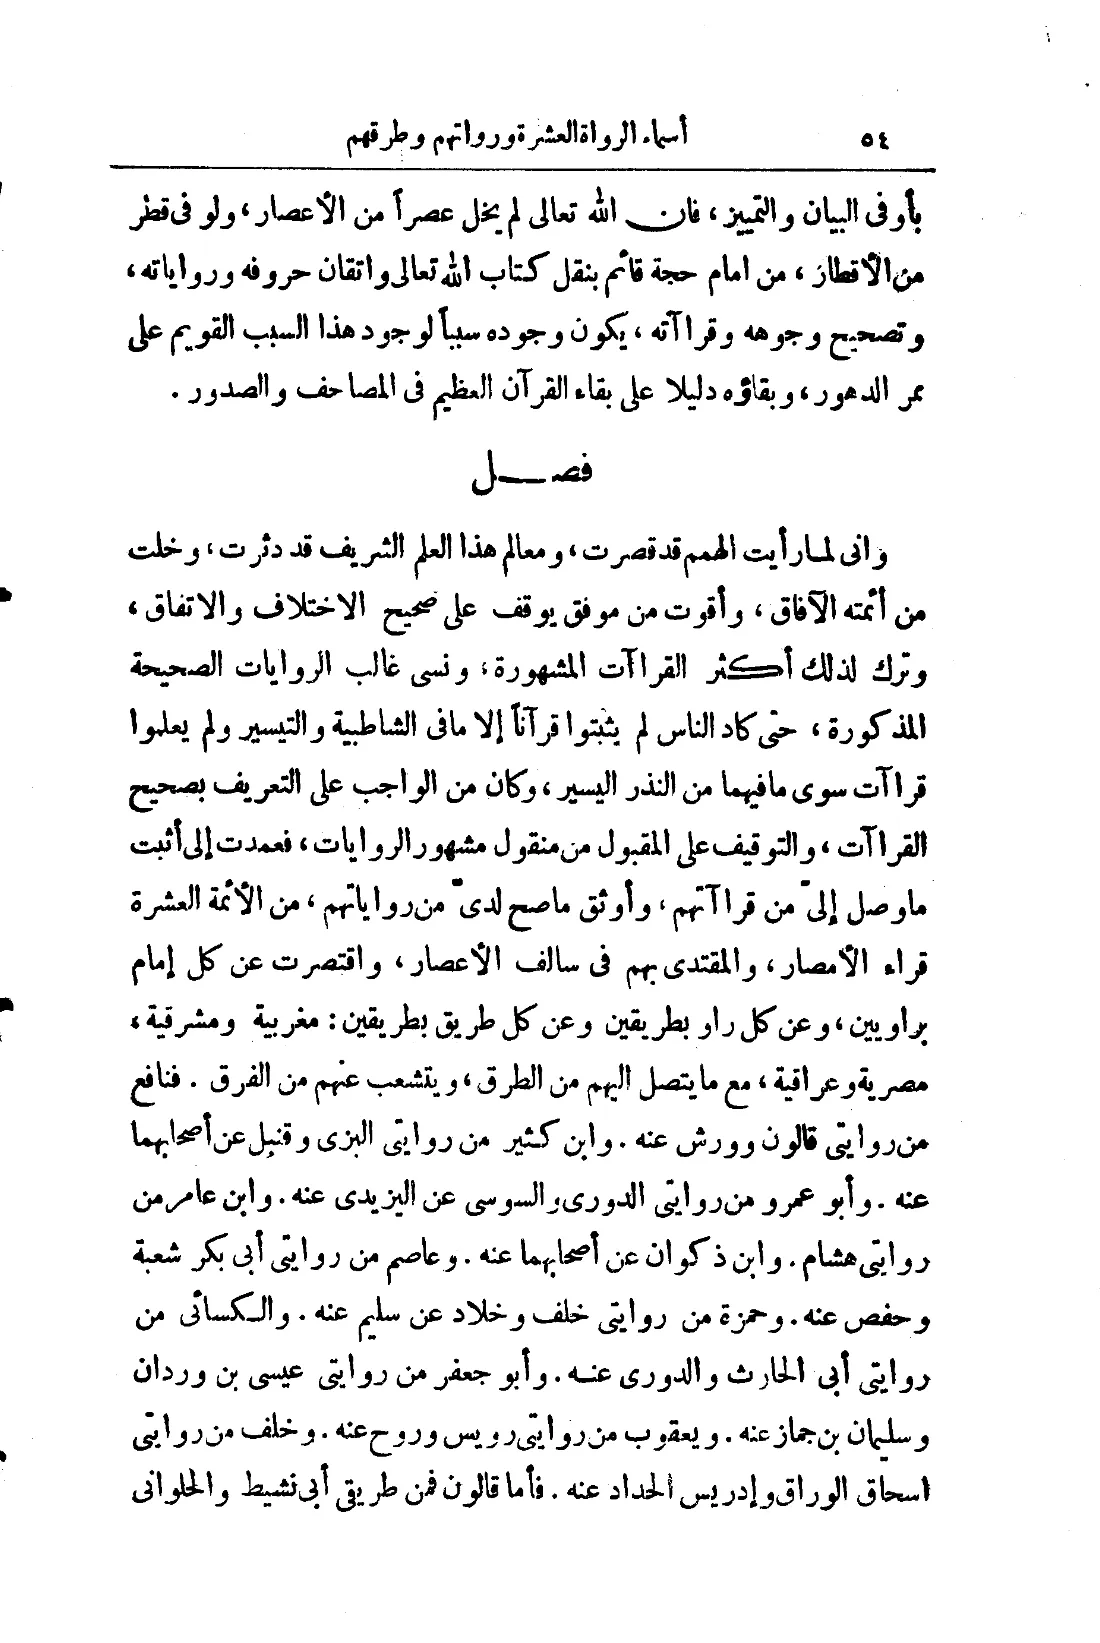 ٥٤ أسماء الرواة العشرة ورواتهم وطرقهم
بأوفى البيان والتمييز، فان الله تعالى لم يخل عصراً من الأعصار، ولو فى قطر
من الأقطار، من امام حجة قائم بنقل كتاب الله تعالى واتقان حروفه ورواياته،
وتصحيح وجوهه وقراآته، يكون وجوده سبباً لوجود هذا السبب القويم على
ممر الدهور، وبقاؤه دليلا على بقاء القرآن العظيم فى المصاحف والصدور.
فصـــل
وانى لما رأيت الهمم قد قصرت، ومعالم هذا العلم الشريف قد دثرت، وخلت
من أئمته الآفاق، وأقوت من موفق يوقف على صحيح الاختلاف والاتفاق،
وترك لذلك أكثر القراآت المشهورة، ونسى غالب الروايات الصحيحة
المذكورة، حتى كاد الناس لم يثبتوا قرآناً إلا مافى الشاطبية والتيسير ولم يعلموا
قراآت سوى مافيهما من النذر اليسير، وكان من الواجب على التعريف بصحيح
القراآت، والتوقيف على المقبول من منقول مشهور الروايات، فعمدت إلى أثبت
ماوصل إلىّ من قراآتهم، وأوثق ماصح لدىّ من رواياتهم، من الأئمة العشرة
قراء الأمصار، والمقتدى بهم فى سالف الأعصار، واقتصرت عن كل إمام
براويين، وعن كل راو بطريقين وعن كل طريق بطريقين: مغربية ومشرقية،
مصرية وعراقية، مع مايتصل اليهم من الطرق، ويتشعب عنهم من الفرق. فنافع
من روايتى قالون وورش عنه. وابن كثير من روايتى البزى وقنبل عن أصحابهما
عنه. وأبو عمرو من روايتى الدورى والسوسى عن اليزيدى عنه. وابن عامر من
روايتى هشام. وابن ذكوان عن أصحابهما عنه. وعاصم من روايتى أبى بكر شعبة
وحفص عنه. وحمزة من روايتى خلف وخلاد عن سليم عنه. والكسائى من
روايتى أبى الحارث والدورى عنه. وأبو جعفر من روايتى عيسى بن وردان
وسليمان بن جماز عنه. ويعقوب من روايتى رويس وروح عنه. وخلف من روايتى
اسحاق الوراق وإدريس الحداد عنه. فأما قالون فمن طريقى أبى نشيط والحلوانى